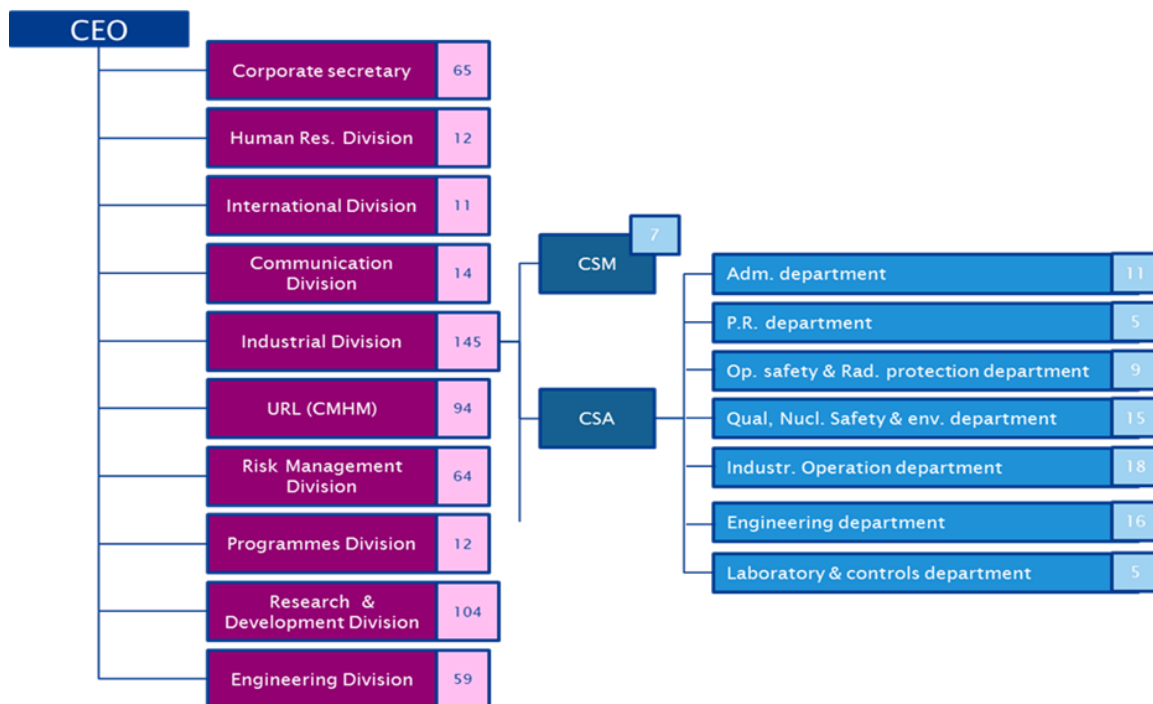 CEO
Corporate secretary 65
Human Res. Division 12
International Division 11
Communication
Division 14
Industrial Division 145
URL (CMHM) 94
Risk Management
Division 64
Programmes Division 12
Research &
Development Division 104
Engineering Division 59
CSM 7
CSA
Adm. department 11
P.R. department 5
Op. safety & Rad. protection department 9
Qual, Nucl. Safety & env. department 15
Industr. Operation department 18
Engineering department 16
Laboratory & controls department 5